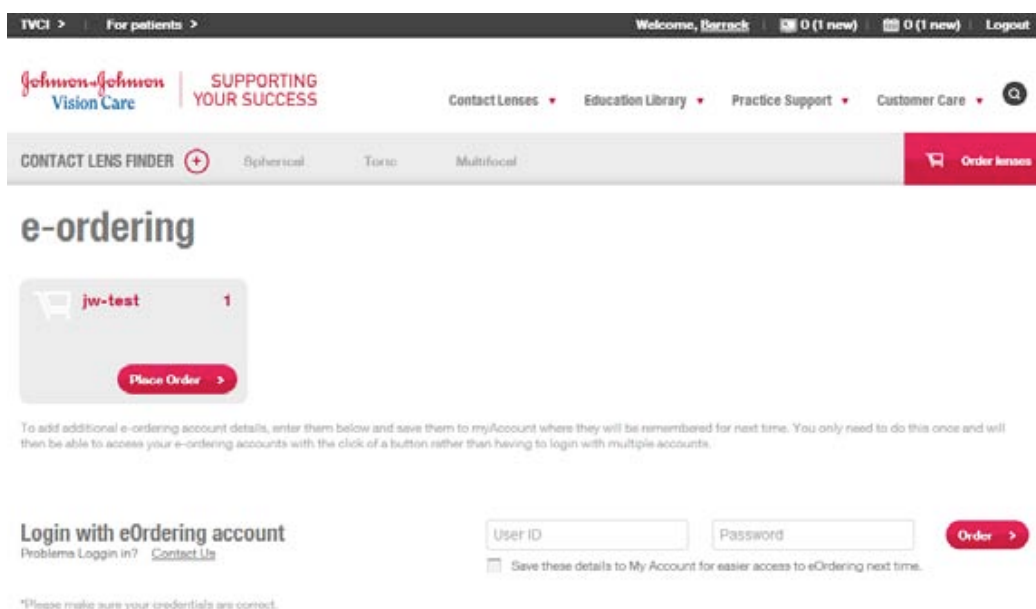 TVCI > For patients > Welcome, Barrack 0 (1 new) 0 (1 new) Logout
Johnson & Johnson SUPPORTING
Vision Care YOUR SUCCESS
Contact Lenses Education Library Practice Support Customer Care
CONTACT LENS FINDER Spherical Toric Multifocal Order lenses
e-ordering
jw-test 1
Place Order >
To add additional e-ordering account details, enter them below and save them to myAccount where they will be remembered for next time. You only need to do this once and will
then be able to access your e-ordering accounts with the click of a button rather than having to login with multiple accounts.
Login with eOrdering account User ID Password Order >
Problems Loggin in? Contact Us
Save these details to My Account for easier access to eOrdering next time.
*Please make sure your credentials are correct.